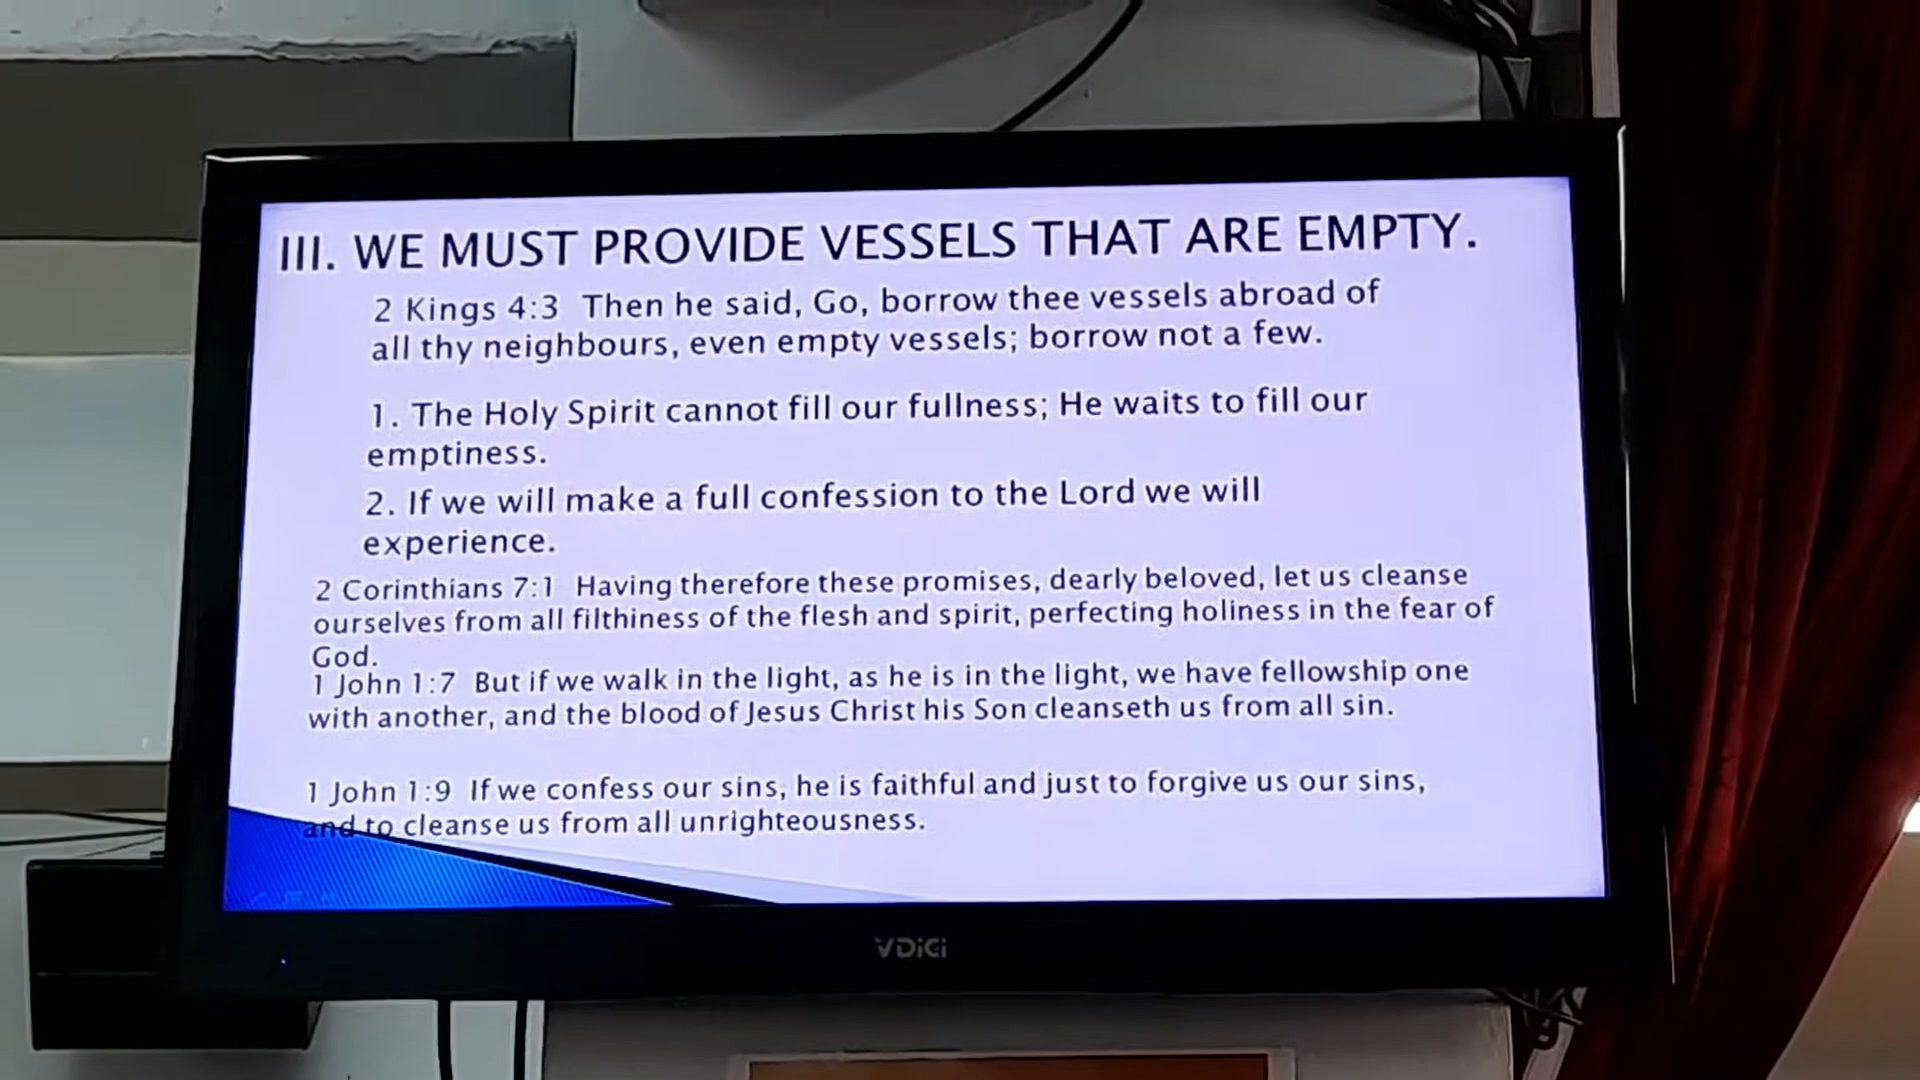 III. WE MUST PROVIDE VESSELS THAT ARE EMPTY.
2 Kings 4:3 Then he said, Go, borrow thee vessels abroad of
all thy neighbours, even empty vessels; borrow not a few.
1. The Holy Spirit cannot fill our fullness; He waits to fill our
emptiness.
2. If we will make a full confession to the Lord we will
experience.
2 Corinthians 7:1 Having therefore these promises, dearly beloved, let us cleanse
ourselves from all filthiness of the flesh and spirit, perfecting holiness in the fear of
God.
1 John 1:7 But if we walk in the light, as he is in the light, we have fellowship one
with another, and the blood of Jesus Christ his Son cleanseth us from all sin.
1 John 1:9 If we confess our sins, he is faithful and just to forgive us our sins,
and to cleanse us from all unrighteousness.
VDiGi